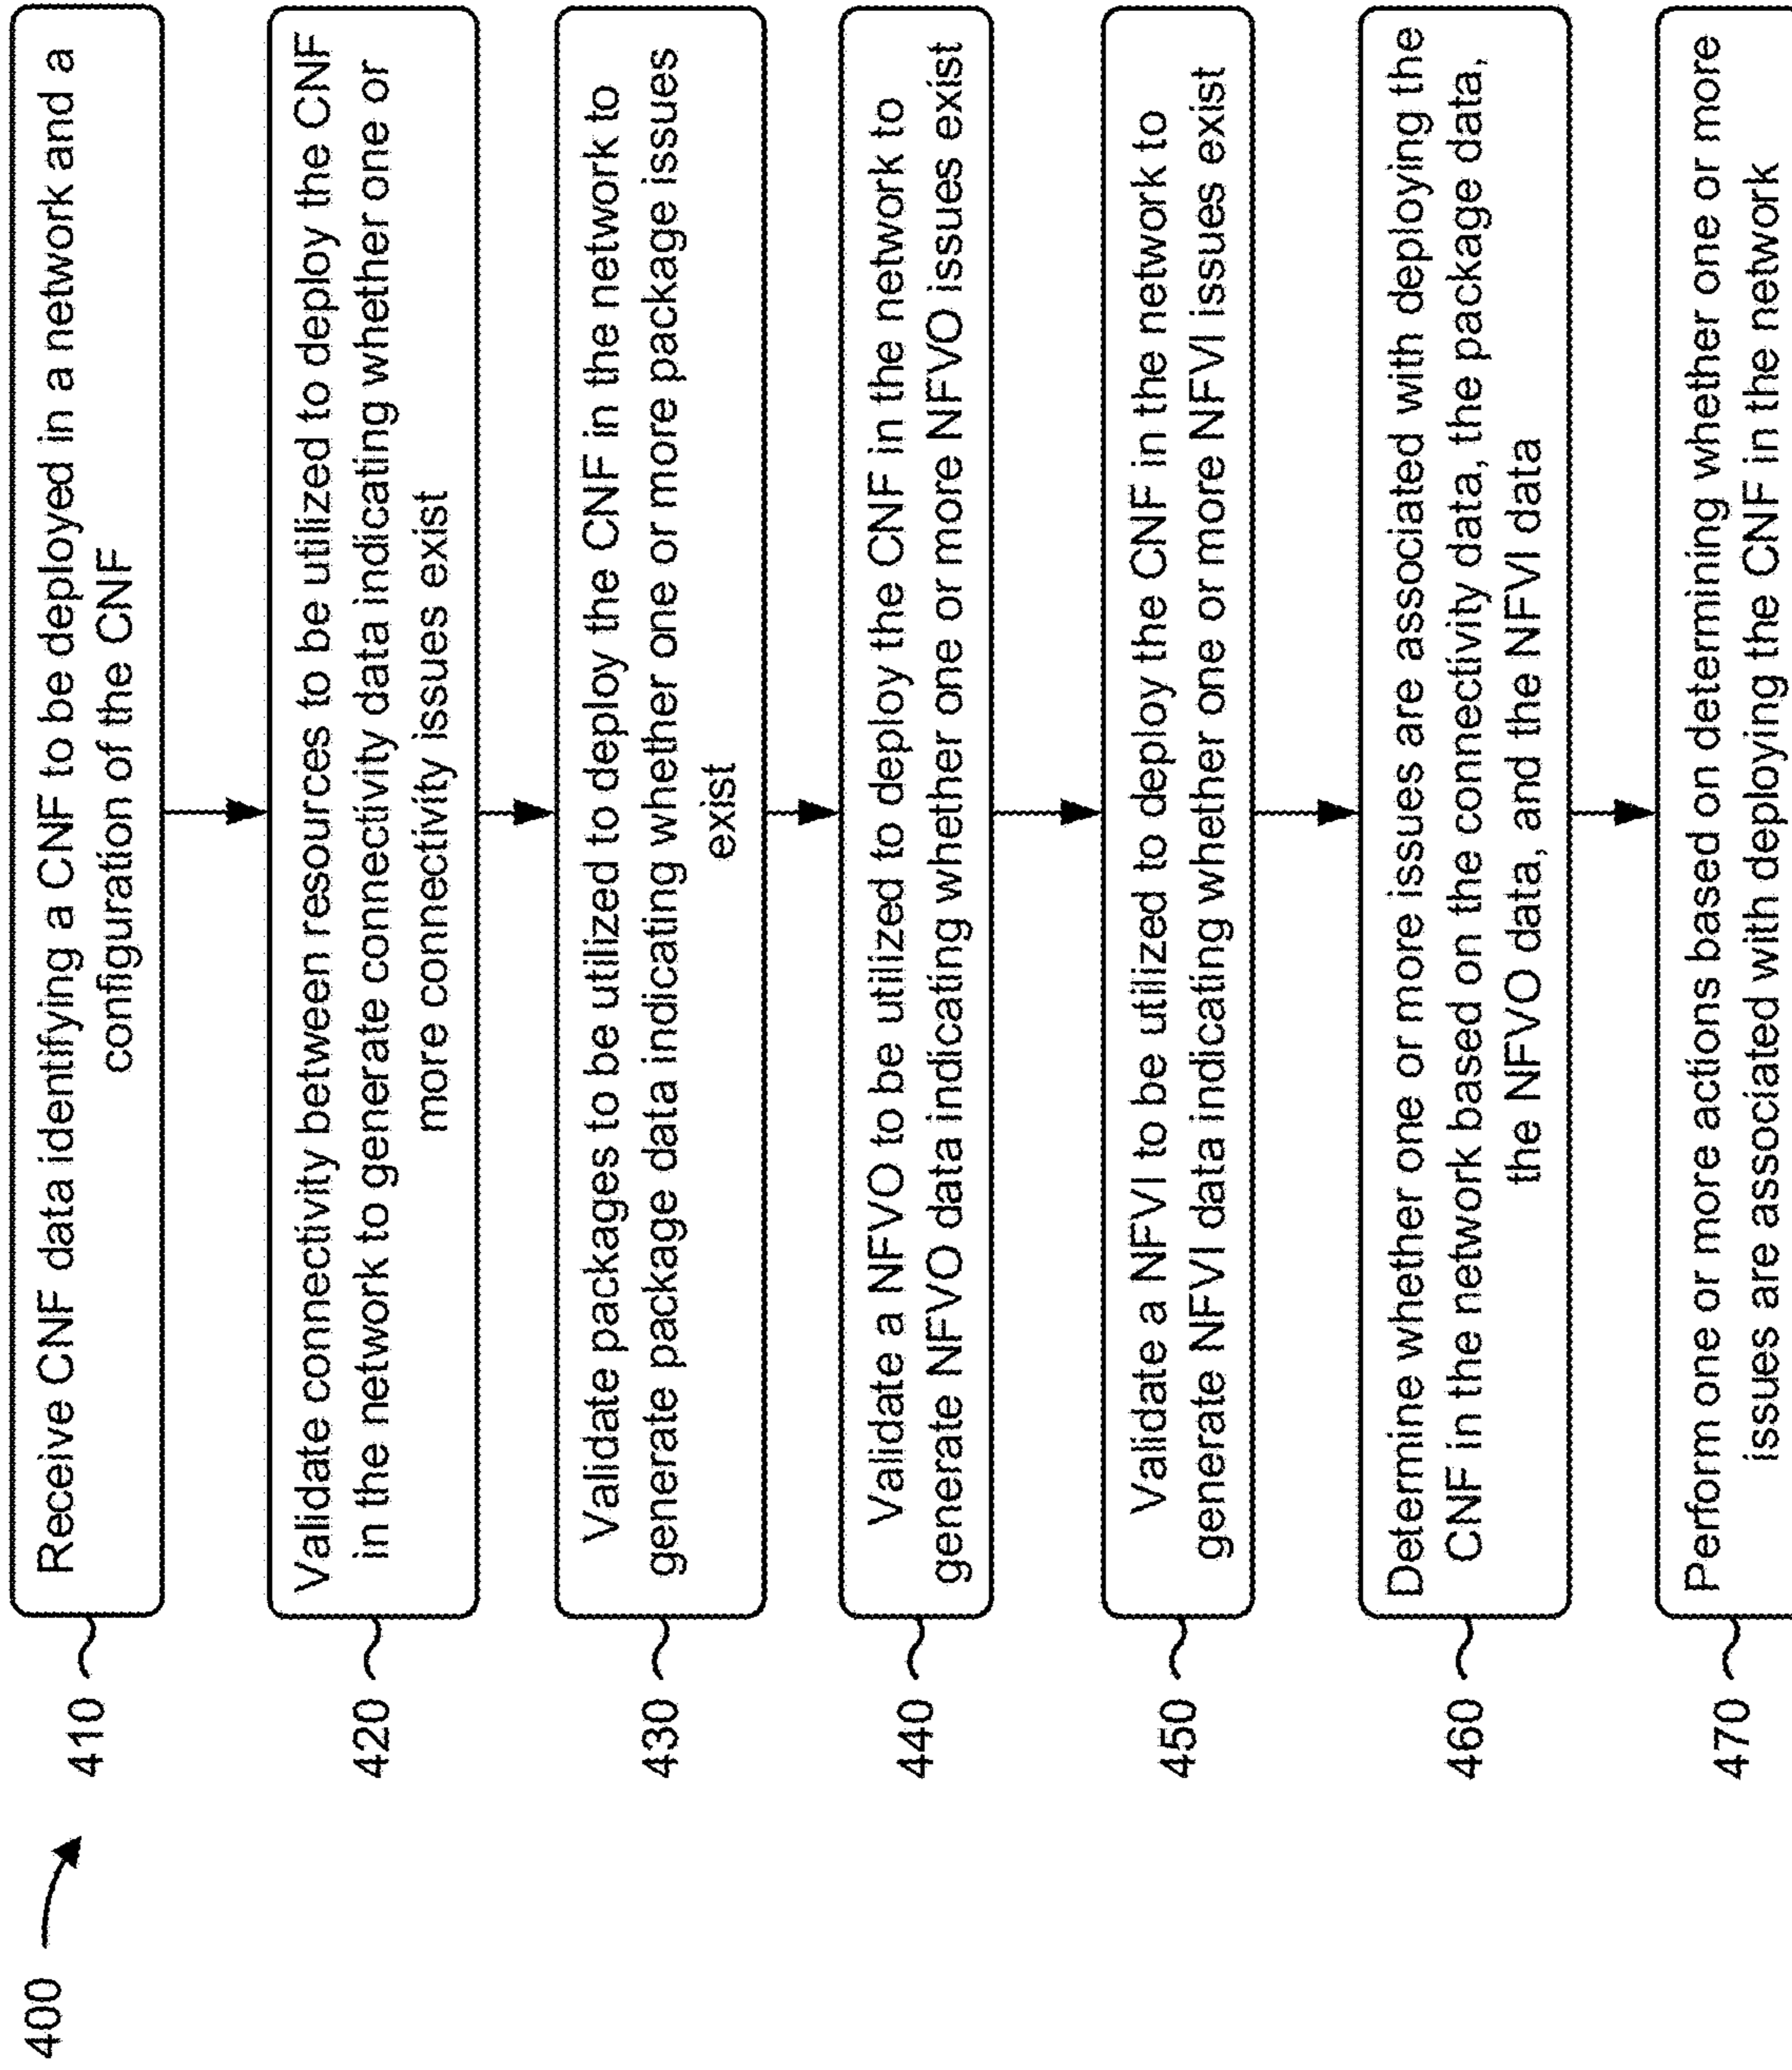 400
410
Receive CNF data identifying a CNF to be deployed in a network and a
configuration of the CNF
420
Validate connectivity between resources to be utilized to deploy the CNF
in the network to generate connectivity data indicating whether one or
more connectivity issues exist
430
Validate packages to be utilized to deploy the CNF in the network to
generate package data indicating whether one or more package issues
exist
440
Validate a NFVO to be utilized to deploy the CNF in the network to
generate NFVO data indicating whether one or more NFVO issues exist
450
Validate a NFVI to be utilized to deploy the CNF in the network to
generate NFVI data indicating whether one or more NFVI issues exist
460
Determine whether one or more issues are associated with deploying the
CNF in the network based on the connectivity data, the package data,
the NFVO data, and the NFVI data
470
Perform one or more actions based on determining whether one or more
issues are associated with deploying the CNF in the network